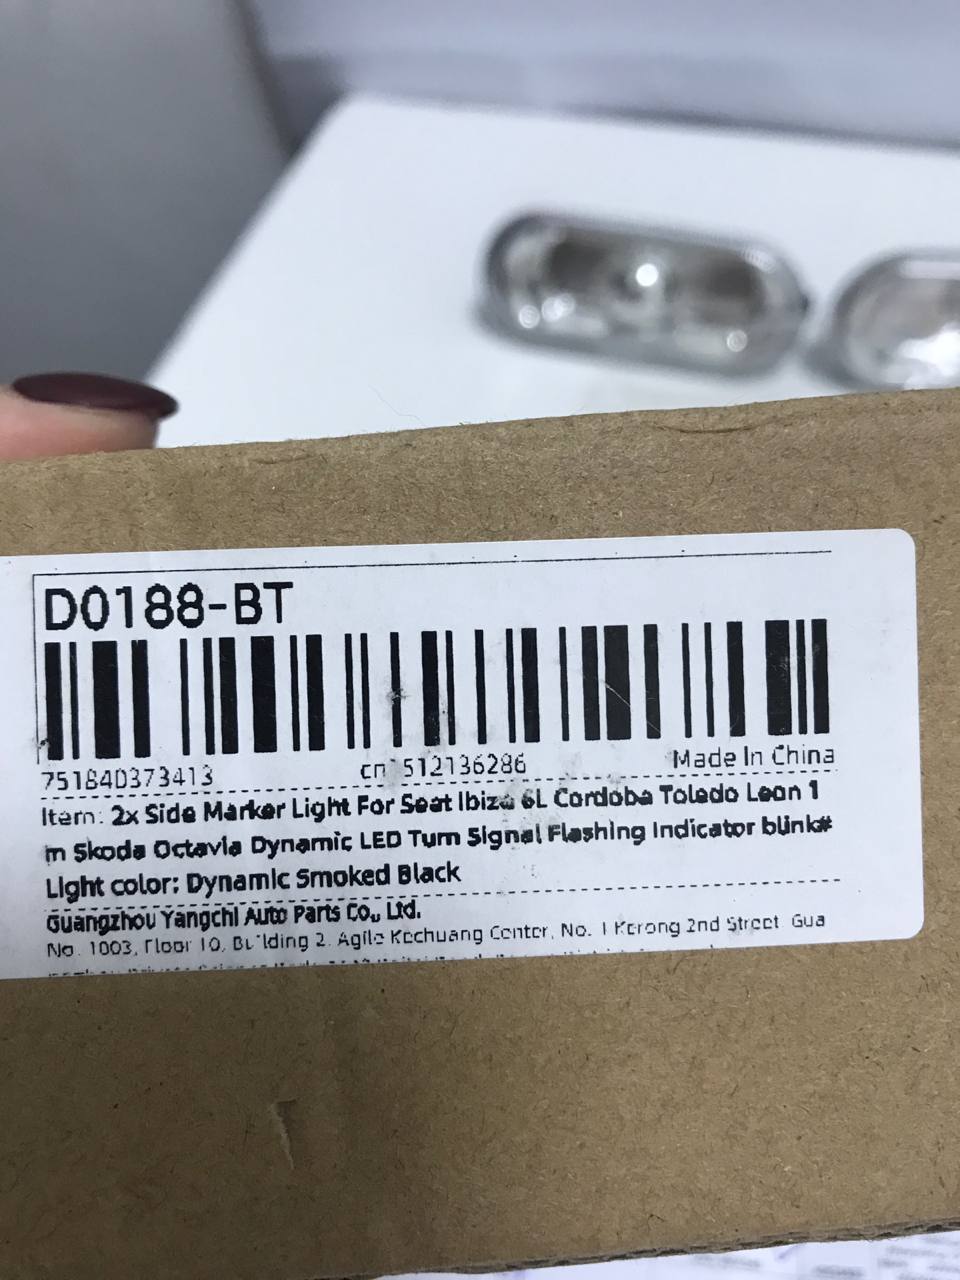 D0188-BT
751840373413 cn1512136286 Made In China
Item: 2x Side Marker Light For Seat Ibiza 6L Cordoba Toledo Leon 1
m Skoda Octavia Dynamic LED Turn Signal Flashing Indicator blink#
Light color: Dynamic Smoked Black
Guangzhou Yangchi Auto Parts Co., Ltd.
No. 1003, Floor 10, Building 2, Agile Kechuang Center, No. 1 Kerong 2nd Street, Gua